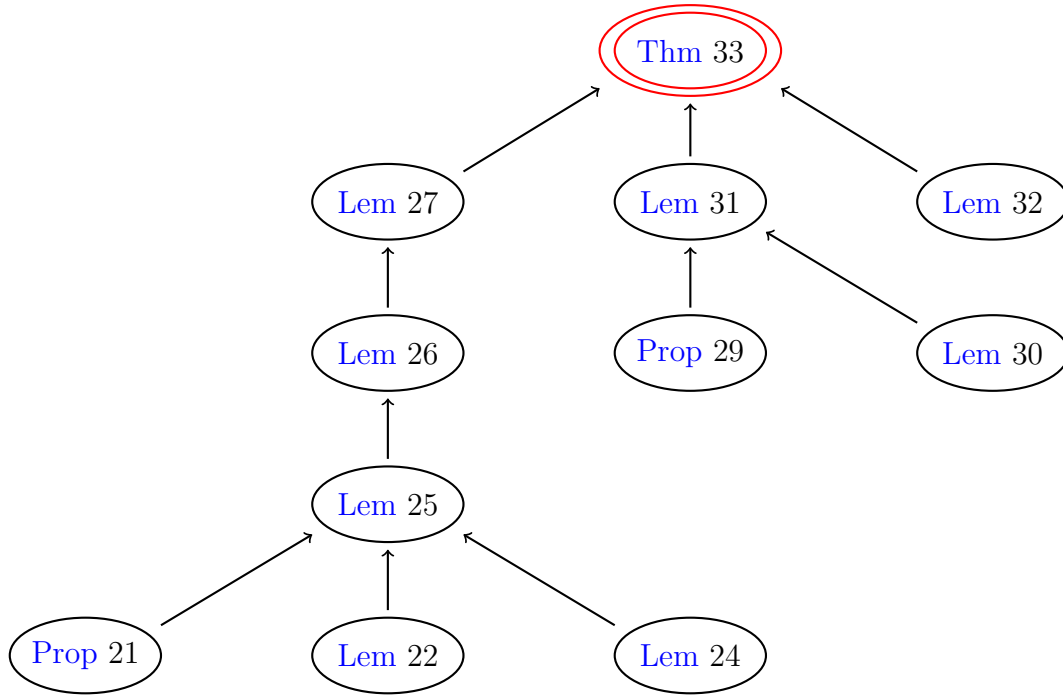 Thm 33
Lem 27
Lem 31
Lem 32
Lem 26
Prop 29
Lem 30
Lem 25
Prop 21
Lem 22
Lem 24